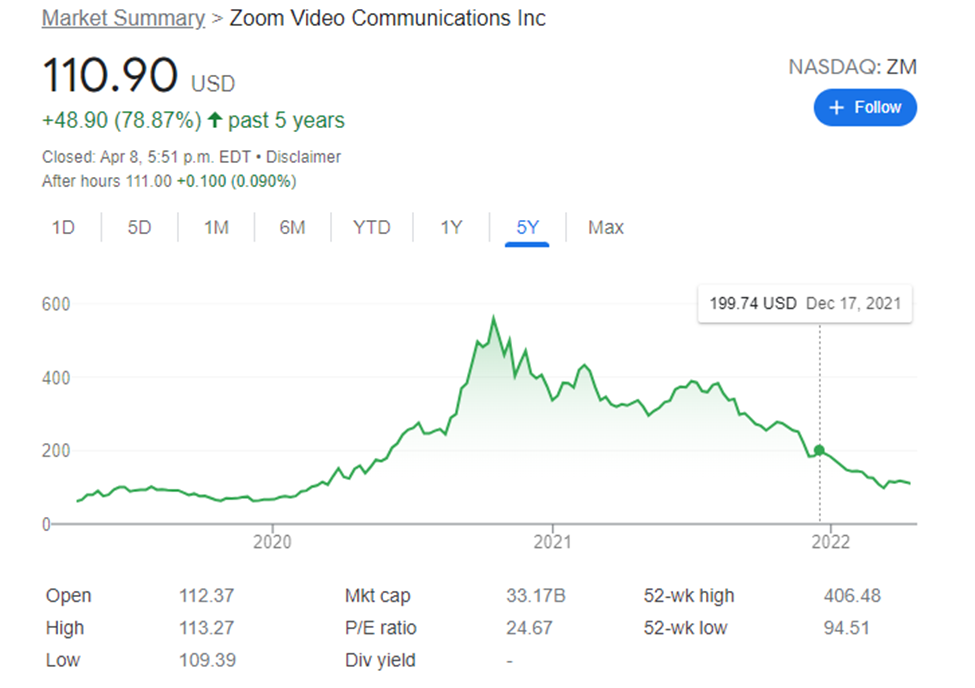 Market Summary > Zoom Video Communications Inc
110.90 USD
NASDAQ: ZM
+ Follow
+48.90 (78.87%) ↑ past 5 years
Closed: Apr 8, 5:51 p.m. EDT • Disclaimer
After hours 111.00 +0.100 (0.090%)
1D 5D 1M 6M YTD 1Y 5Y Max
199.74 USD Dec 17, 2021
600
400
200
0
2020 2021 2022
Open 112.37 Mkt cap 33.17B 52-wk high 406.48
High 113.27 P/E ratio 24.67 52-wk low 94.51
Low 109.39 Div yield -